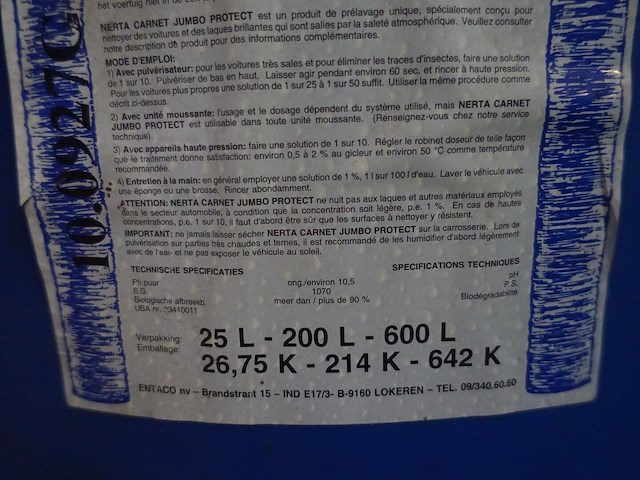 het voertuig niet in de zon
NERTA CARNET JUMBO PROTECT est un produit de prélavage unique, spécialement conçu pour
nettoyer des voitures et des laques brillantes qui sont salies par la saleté atmosphérique. Veuillez consulter
notre description de produit pour des informations complémentaires.
MODE D'EMPLOI:
1) Avec pulvérisateur: pour les voitures très sales et pour éliminer les traces d'insectes, faire une solution
de 1 sur 10. Pulvériser de bas en haut. Laisser agir pendant environ 60 sec. et rincer à haute pression.
Pour les voitures plus propres une solution de 1 sur 25 à 1 sur 50 suffit. Utiliser la même procédure comme
décrit ci-dessus.
2) Avec unité moussante: l'usage et le dosage dépendent du système utilisé, mais NERTA CARNET
JUMBO PROTECT est utilisable dans toute unité moussante. (Renseignez-vous chez notre service
technique).
3) Avec appareils haute pression: faire une solution de 1 sur 10. Régler le robinet doseur de telle façon
que le traitement donne satisfaction: environ 0,5 à 2 % au gicleur et environ 50 °C comme température
recommandée.
4) Entretien à la main: en général employer une solution de 1 %, 1 l sur 100 l d'eau. Laver le véhicule avec
une éponge ou une brosse. Rincer abondamment.
ATTENTION: NERTA CARNET JUMBO PROTECT ne nuit pas aux laques et autres matériaux employés
dans le secteur automobile, à condition que la concentration soit légère, p.e. 1 %. En cas de hautes
concentrations, p.e. 1 sur 10, il faut d'abord être sûr que les surfaces à nettoyer y résistent.
IMPORTANT: ne jamais laisser sécher NERTA CARNET JUMBO PROTECT sur la carrosserie. Lors de
pulvérisation sur parties très chaudes et ternes, il est recommandé de les humidifier d'abord légèrement
avec de l'eau et ne pas exposer le véhicule au soleil.
TECHNISCHE SPECIFICATIES SPECIFICATIONS TECHNIQUES
Ph puur ong./environ 10,5 pH
S.G. 1070 P.S.
Biologische afbreekb. meer dan / plus de 90 % Biodégradabilité
UBA nr.: 3410011
Verpakking: 25 L - 200 L - 600 L
Emballage: 26,75 K - 214 K - 642 K
ENTACO nv – Brandstraat 15 – IND E17/3- B-9160 LOKEREN – TEL. 09/340.60.60
10.0927C